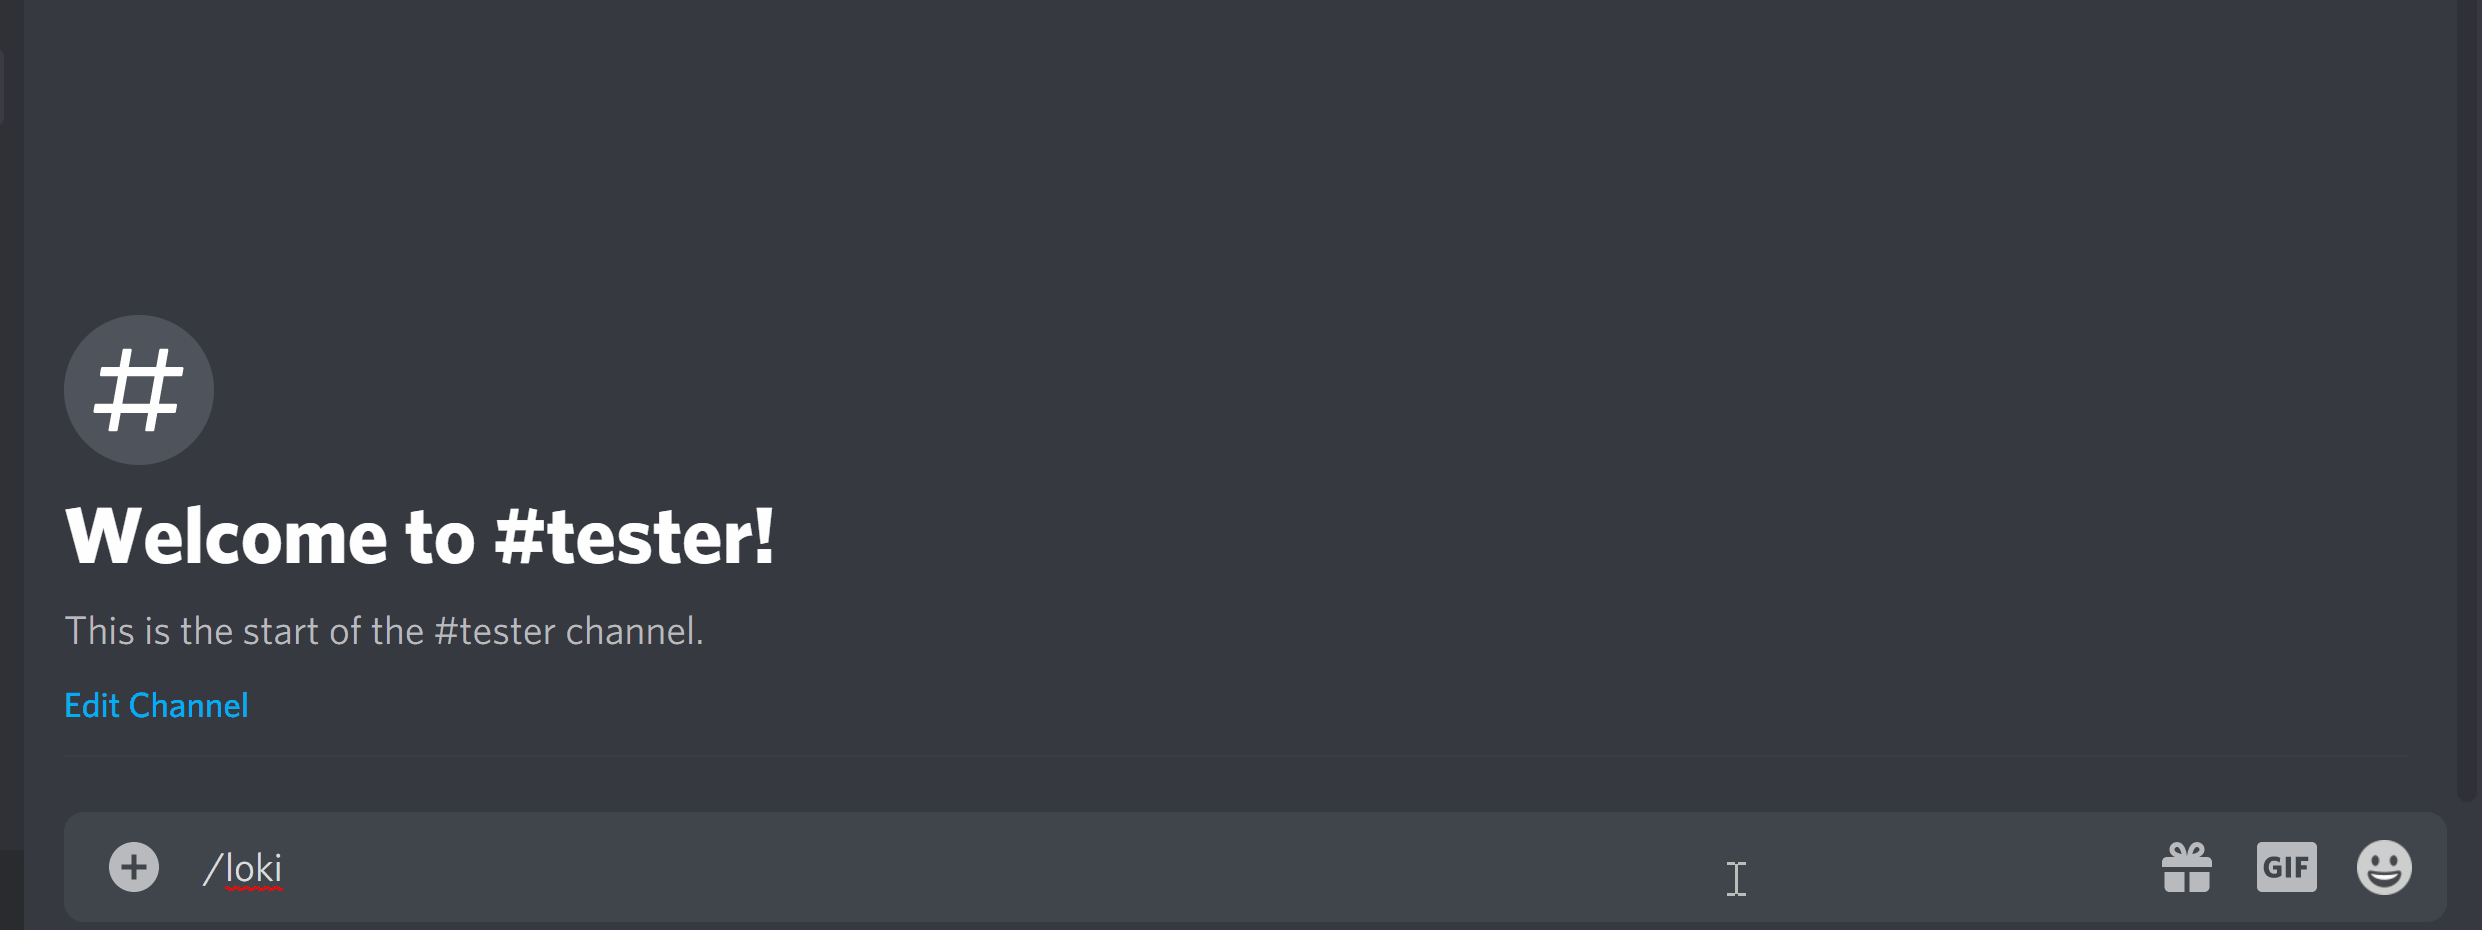 #
Welcome to #tester!
This is the start of the #tester channel.
Edit Channel
/loki
GIF